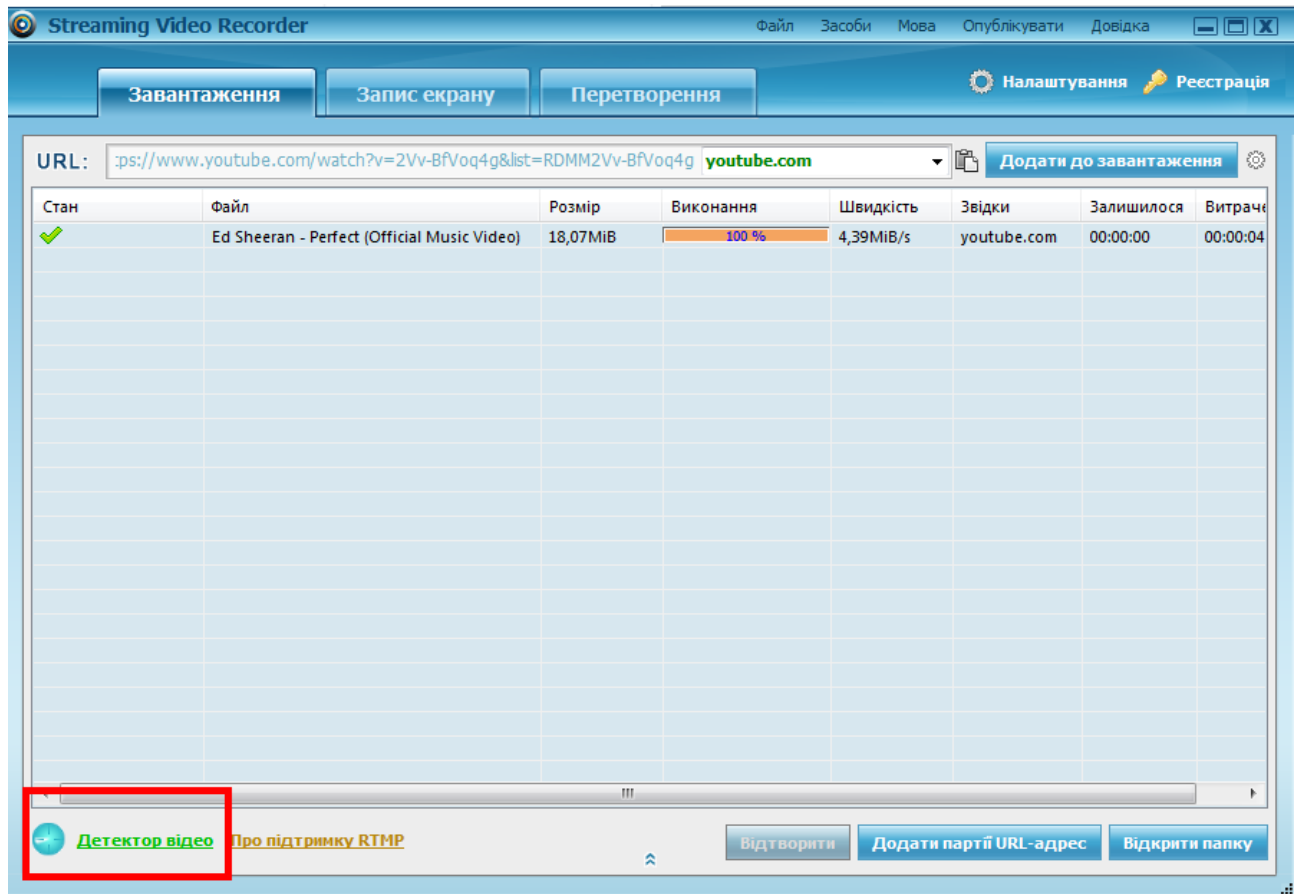 Streaming Video Recorder Файл Засоби Мова Опублікувати Довідка
Завантаження Запис екрану Перетворення Налаштування Реєстрація
URL: :ps://www.youtube.com/watch?v=2Vv-BfVoq4g&list=RDMM2Vv-BfVoq4g youtube.com Додати до завантаження
Стан Файл Розмір Виконання Швидкість Звідки Залишилося Витраче
Ed Sheeran - Perfect (Official Music Video) 18,07MiB 100 % 4,39MiB/s youtube.com 00:00:00 00:00:04
Детектор відео Про підтримку RTMP Відтворити Додати партії URL-адрес Відкрити папку